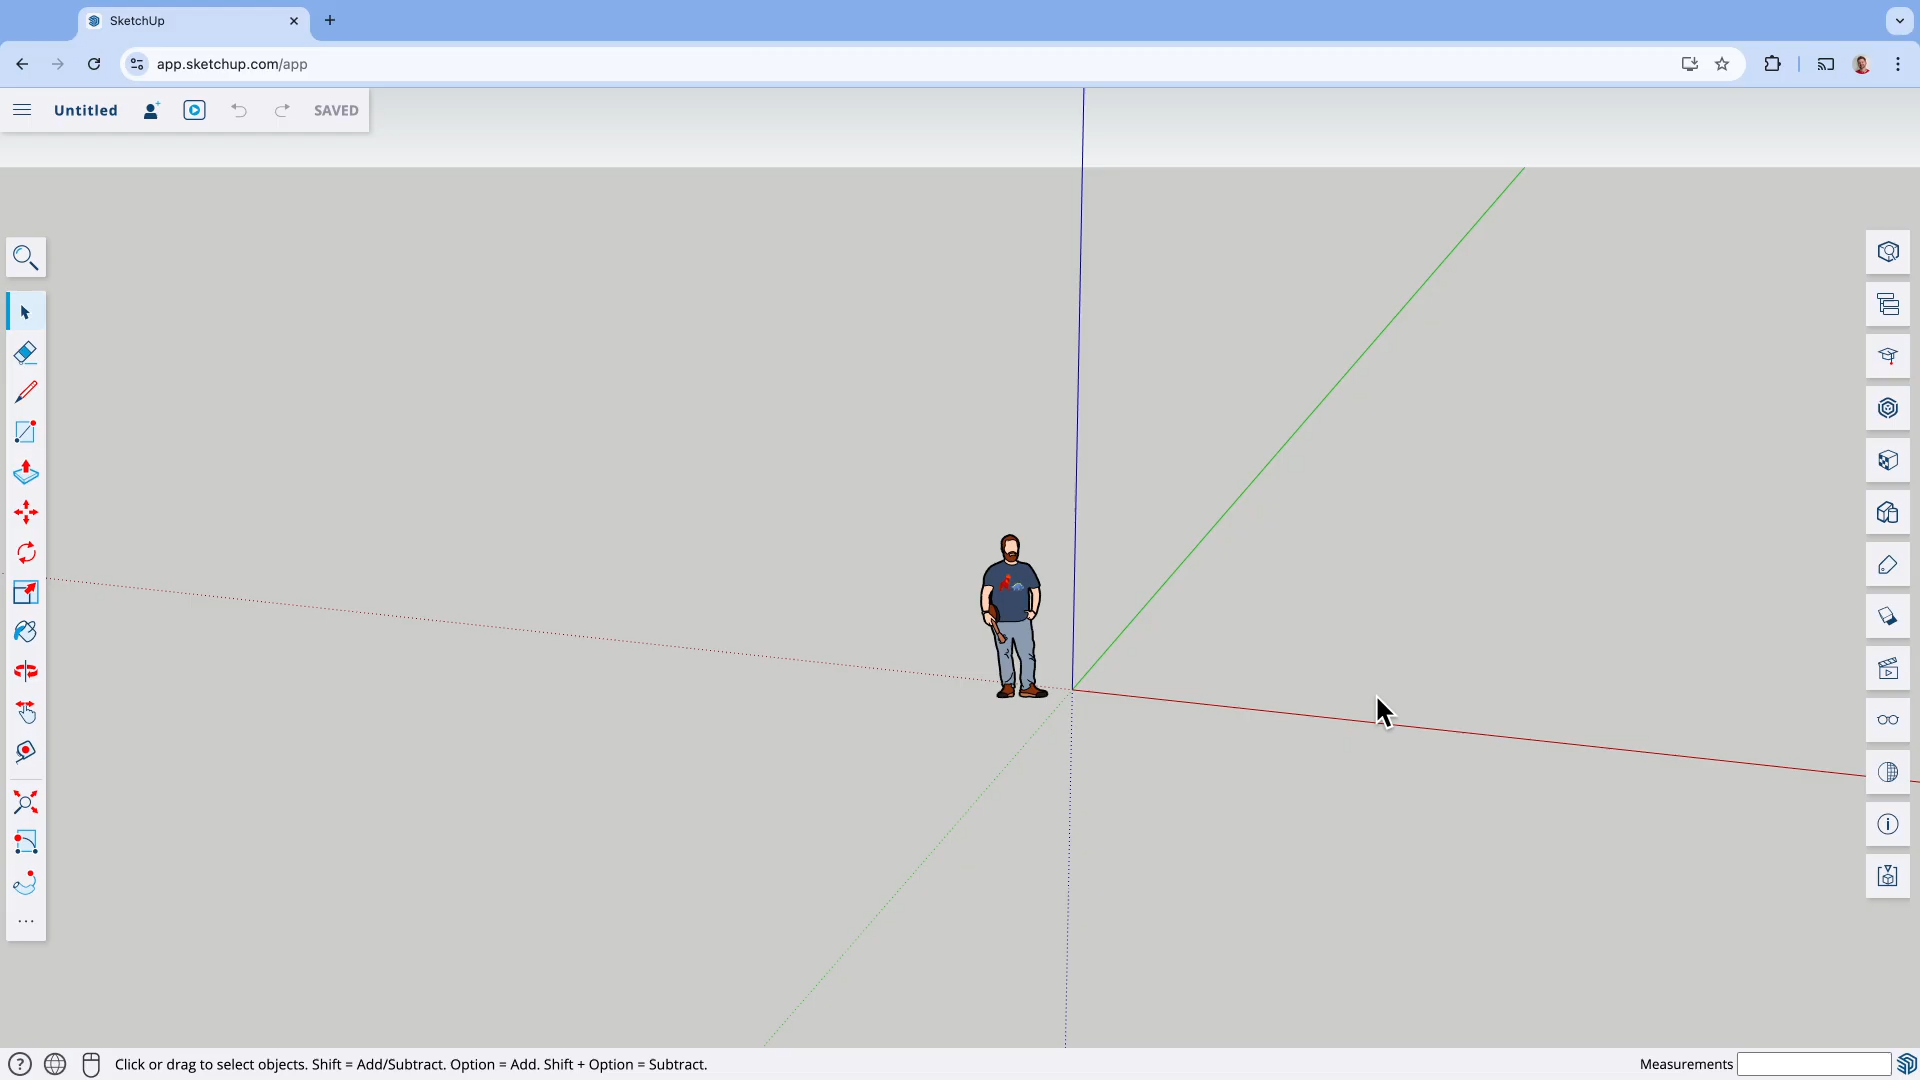 SketchUp
app.sketchup.com/app
Untitled
SAVED
Click or drag to select objects. Shift = Add/Subtract. Option = Add. Shift + Option = Subtract.
Measurements